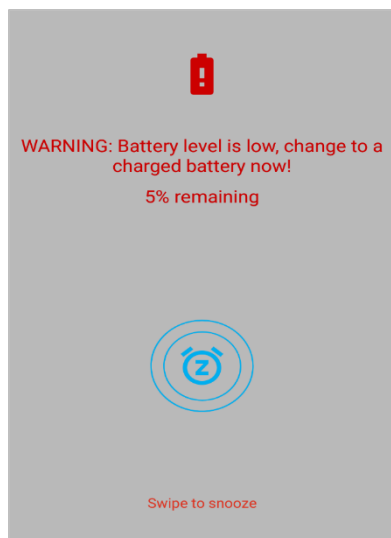 WARNING: Battery level is low, change to a
charged battery now!
5% remaining
Z
Swipe to snooze